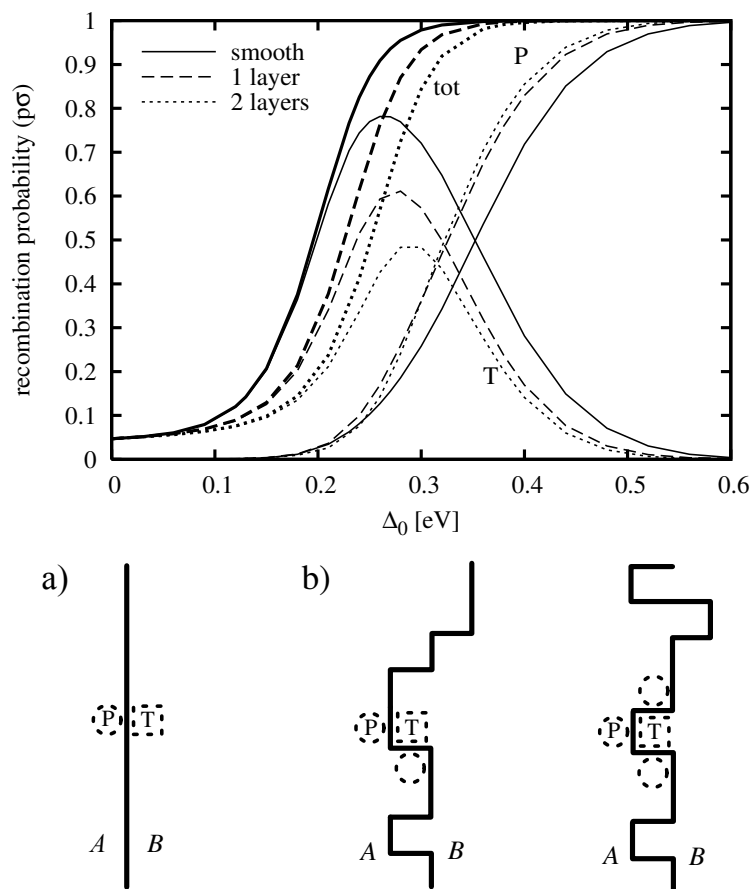 recombination probability (pσ)
1
0.9
0.8
0.7
0.6
0.5
0.4
0.3
0.2
0.1
0
smooth
1 layer
2 layers
tot
P
T
0 0.1 0.2 0.3 0.4 0.5 0.6
Δ0 [eV]
a) b)
P T P T P T
A B A B A B